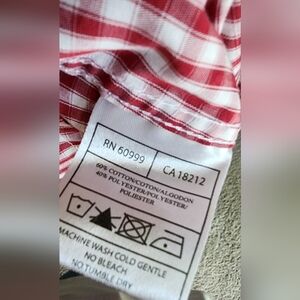 RN 60999 CA 18212
60% COTTON/COTON/ALGODON
40% POLYESTER/POLYESTER/
POLIESTER
MACHINE WASH COLD GENTLE
NO BLEACH
NO TUMBLE DRY